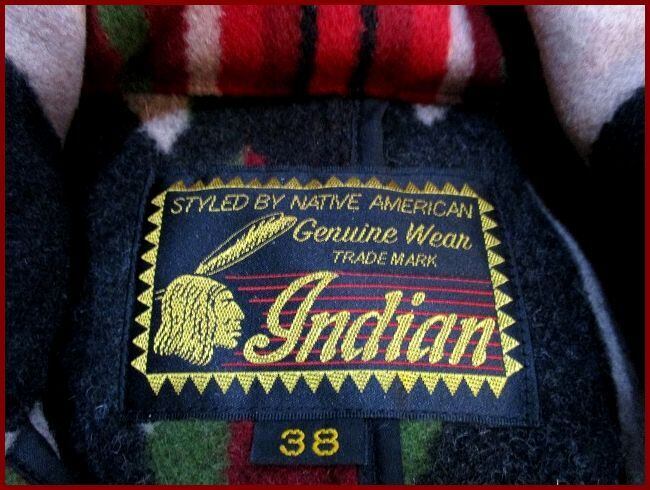 STYLED BY NATIVE AMERICAN
Genuine Wear
TRADE MARK
Indian
38